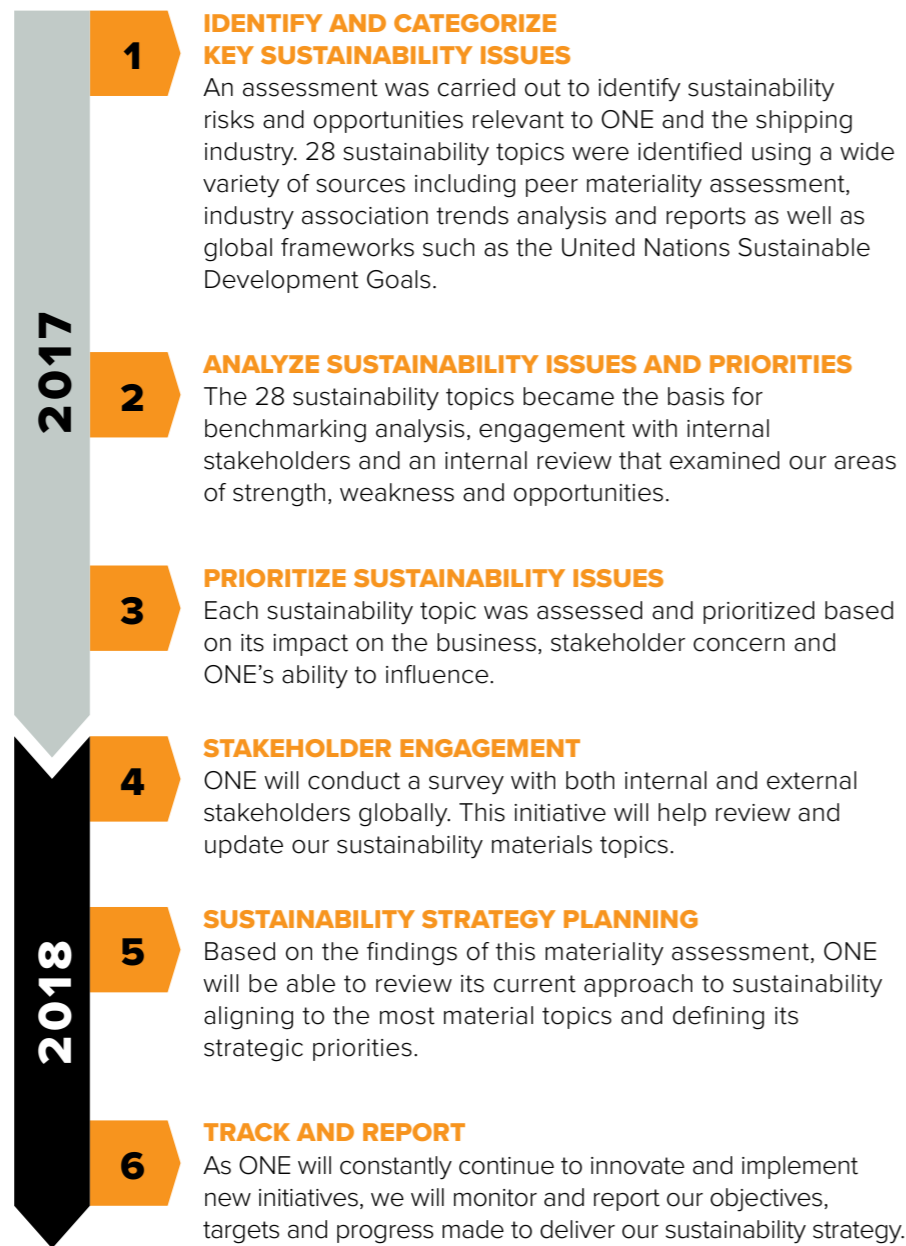 2017
1
IDENTIFY AND CATEGORIZE
KEY SUSTAINABILITY ISSUES
An assessment was carried out to identify sustainability
risks and opportunities relevant to ONE and the shipping
industry. 28 sustainability topics were identified using a wide
variety of sources including peer materiality assessment,
industry association trends analysis and reports as well as
global frameworks such as the United Nations Sustainable
Development Goals.
2
ANALYZE SUSTAINABILITY ISSUES AND PRIORITIES
The 28 sustainability topics became the basis for
benchmarking analysis, engagement with internal
stakeholders and an internal review that examined our areas
of strength, weakness and opportunities.
3
PRIORITIZE SUSTAINABILITY ISSUES
Each sustainability topic was assessed and prioritized based
on its impact on the business, stakeholder concern and
ONE’s ability to influence.
2018
4
STAKEHOLDER ENGAGEMENT
ONE will conduct a survey with both internal and external
stakeholders globally. This initiative will help review and
update our sustainability materials topics.
5
SUSTAINABILITY STRATEGY PLANNING
Based on the findings of this materiality assessment, ONE
will be able to review its current approach to sustainability
aligning to the most material topics and defining its
strategic priorities.
6
TRACK AND REPORT
As ONE will constantly continue to innovate and implement
new initiatives, we will monitor and report our objectives,
targets and progress made to deliver our sustainability strategy.